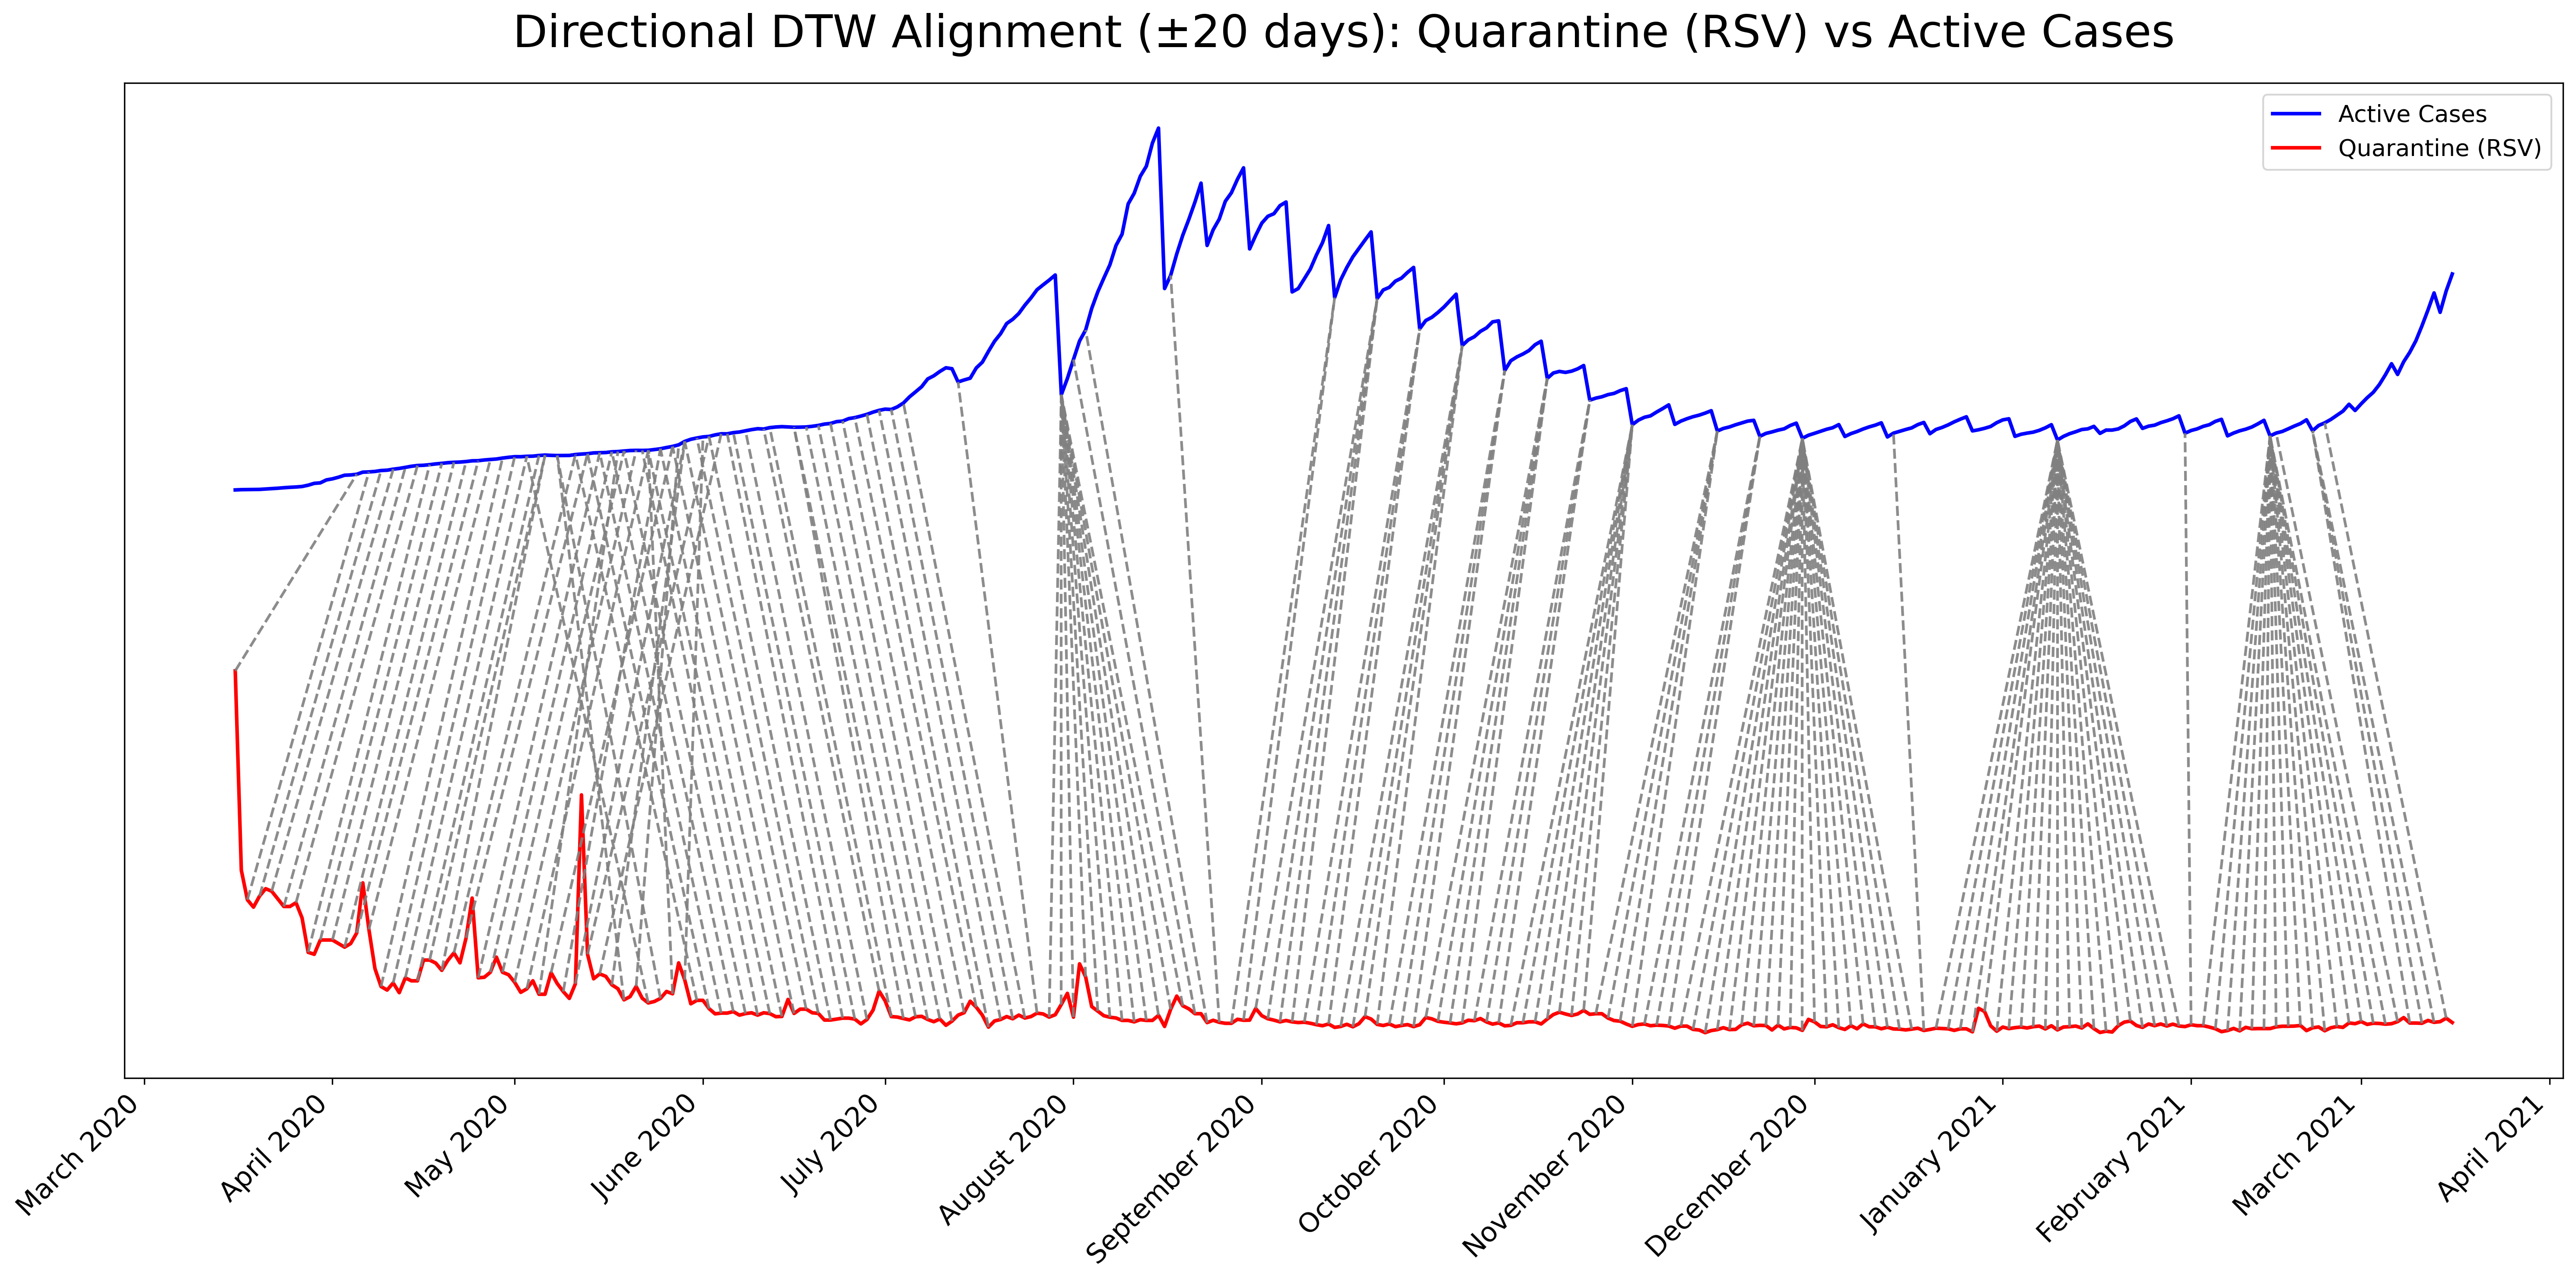 Directional DTW Alignment (±20 days): Quarantine (RSV) vs Active Cases
Active Cases
Quarantine (RSV)
March 2020
April 2020
May 2020
June 2020
July 2020
August 2020
September 2020
October 2020
November 2020
December 2020
January 2021
February 2021
March 2021
April 2021